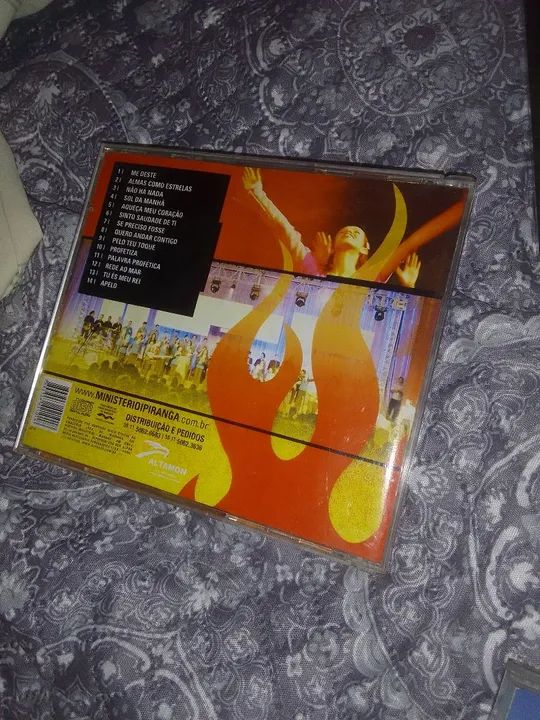 1 | ME DESTE
2 | ALMAS COMO ESTRELAS
3 | NÃO HÁ NADA
4 | SOL DA MANHÃ
5 | AQUEÇA MEU CORAÇÃO
6 | SINTO SAUDADE DE TI
7 | SE PRECISO FOSSE
8 | QUERO ANDAR CONTIGO
9 | PELO TEU TOQUE
10 | PROFETIZA
11 | PALAVRA PROFÉTICA
12 | REDE AO MAR
13 | TU ÉS MEU REI
14 | APELO
www.MINISTERIOIPIRANGA.com.br
DISTRIBUIÇÃO E PEDIDOS
ALTAMON